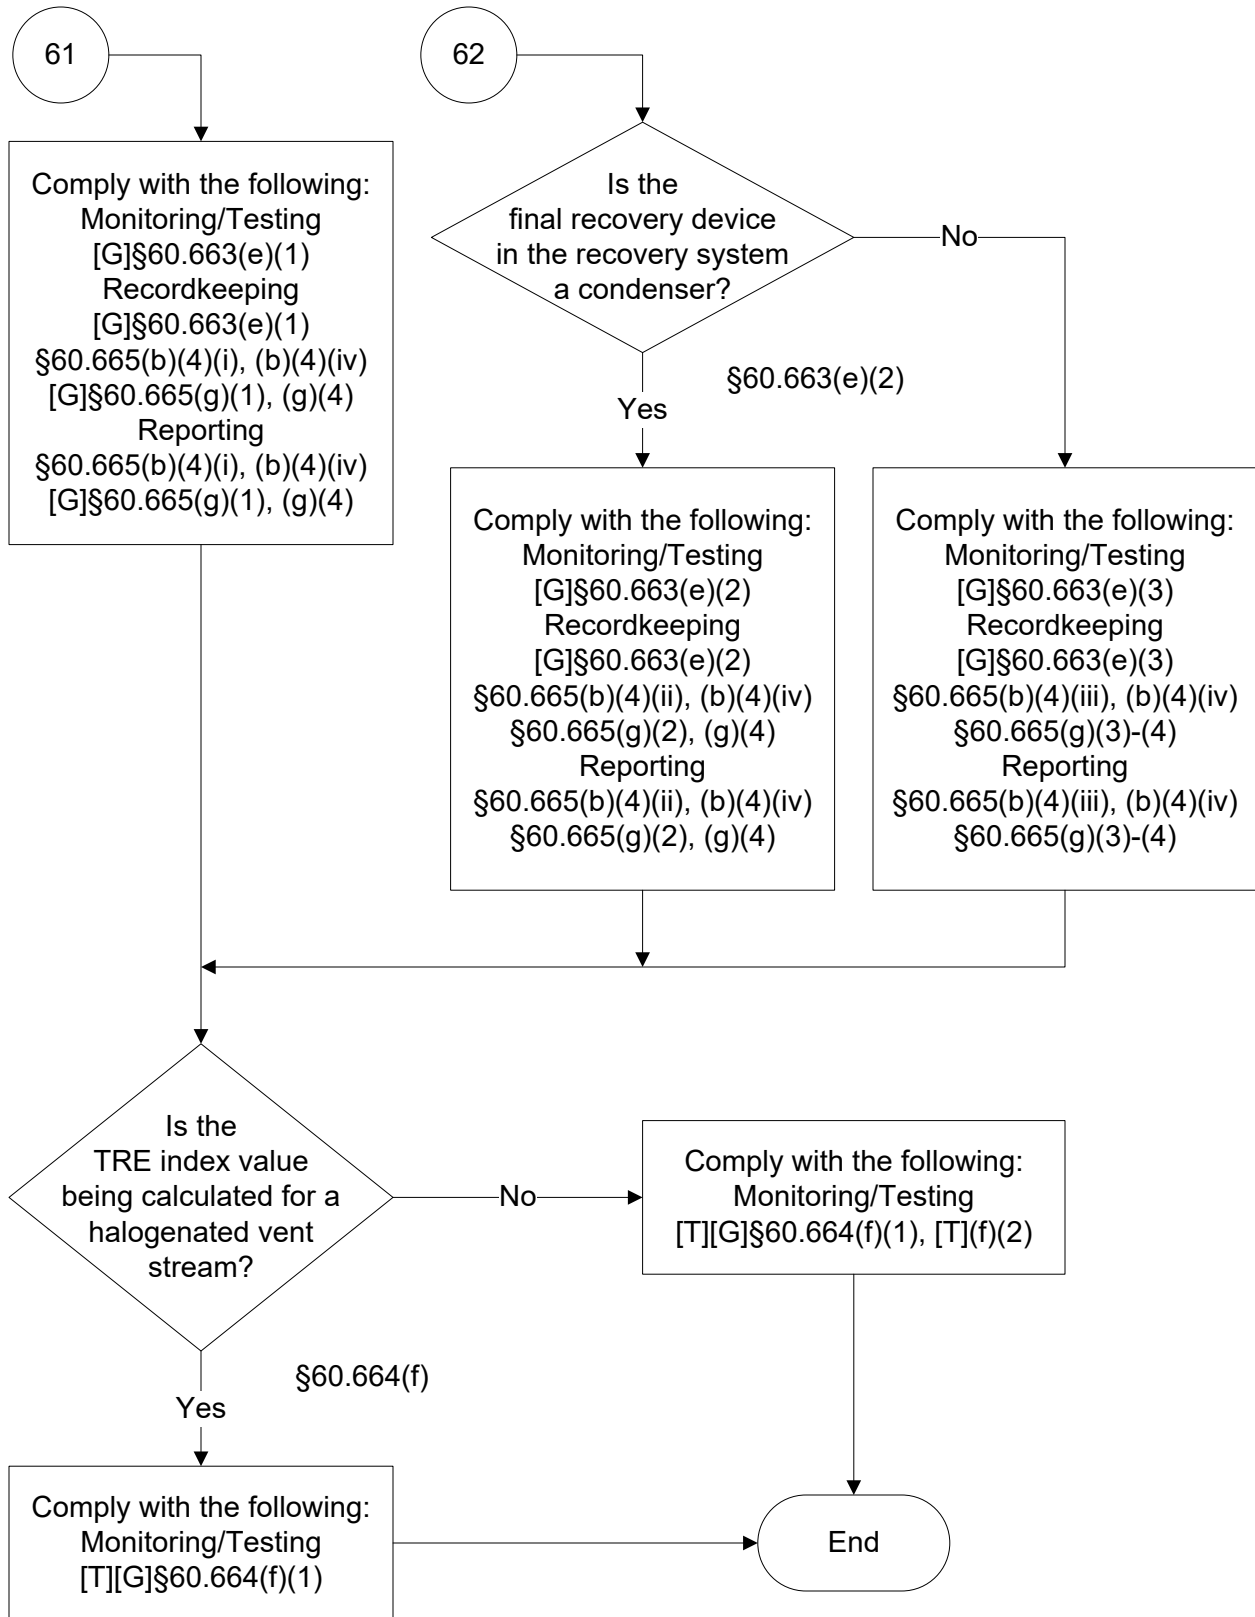 61
62
Comply with the following:
Monitoring/Testing
[G]§60.663(e)(1)
Recordkeeping
[G]§60.663(e)(1)
§60.665(b)(4)(i), (b)(4)(iv)
[G]§60.665(g)(1), (g)(4)
Reporting
§60.665(b)(4)(i), (b)(4)(iv)
[G]§60.665(g)(1), (g)(4)
Is the
final recovery device
in the recovery system
a condenser?
No
§60.663(e)(2)
Yes
Comply with the following:
Monitoring/Testing
[G]§60.663(e)(2)
Recordkeeping
[G]§60.663(e)(2)
§60.665(b)(4)(ii), (b)(4)(iv)
§60.665(g)(2), (g)(4)
Reporting
§60.665(b)(4)(ii), (b)(4)(iv)
§60.665(g)(2), (g)(4)
Comply with the following:
Monitoring/Testing
[G]§60.663(e)(3)
Recordkeeping
[G]§60.663(e)(3)
§60.665(b)(4)(iii), (b)(4)(iv)
§60.665(g)(3)-(4)
Reporting
§60.665(b)(4)(iii), (b)(4)(iv)
§60.665(g)(3)-(4)
Is the
TRE index value
being calculated for a
halogenated vent
stream?
No
Comply with the following:
Monitoring/Testing
[T][G]§60.664(f)(1), [T](f)(2)
§60.664(f)
Yes
Comply with the following:
Monitoring/Testing
[T][G]§60.664(f)(1)
End